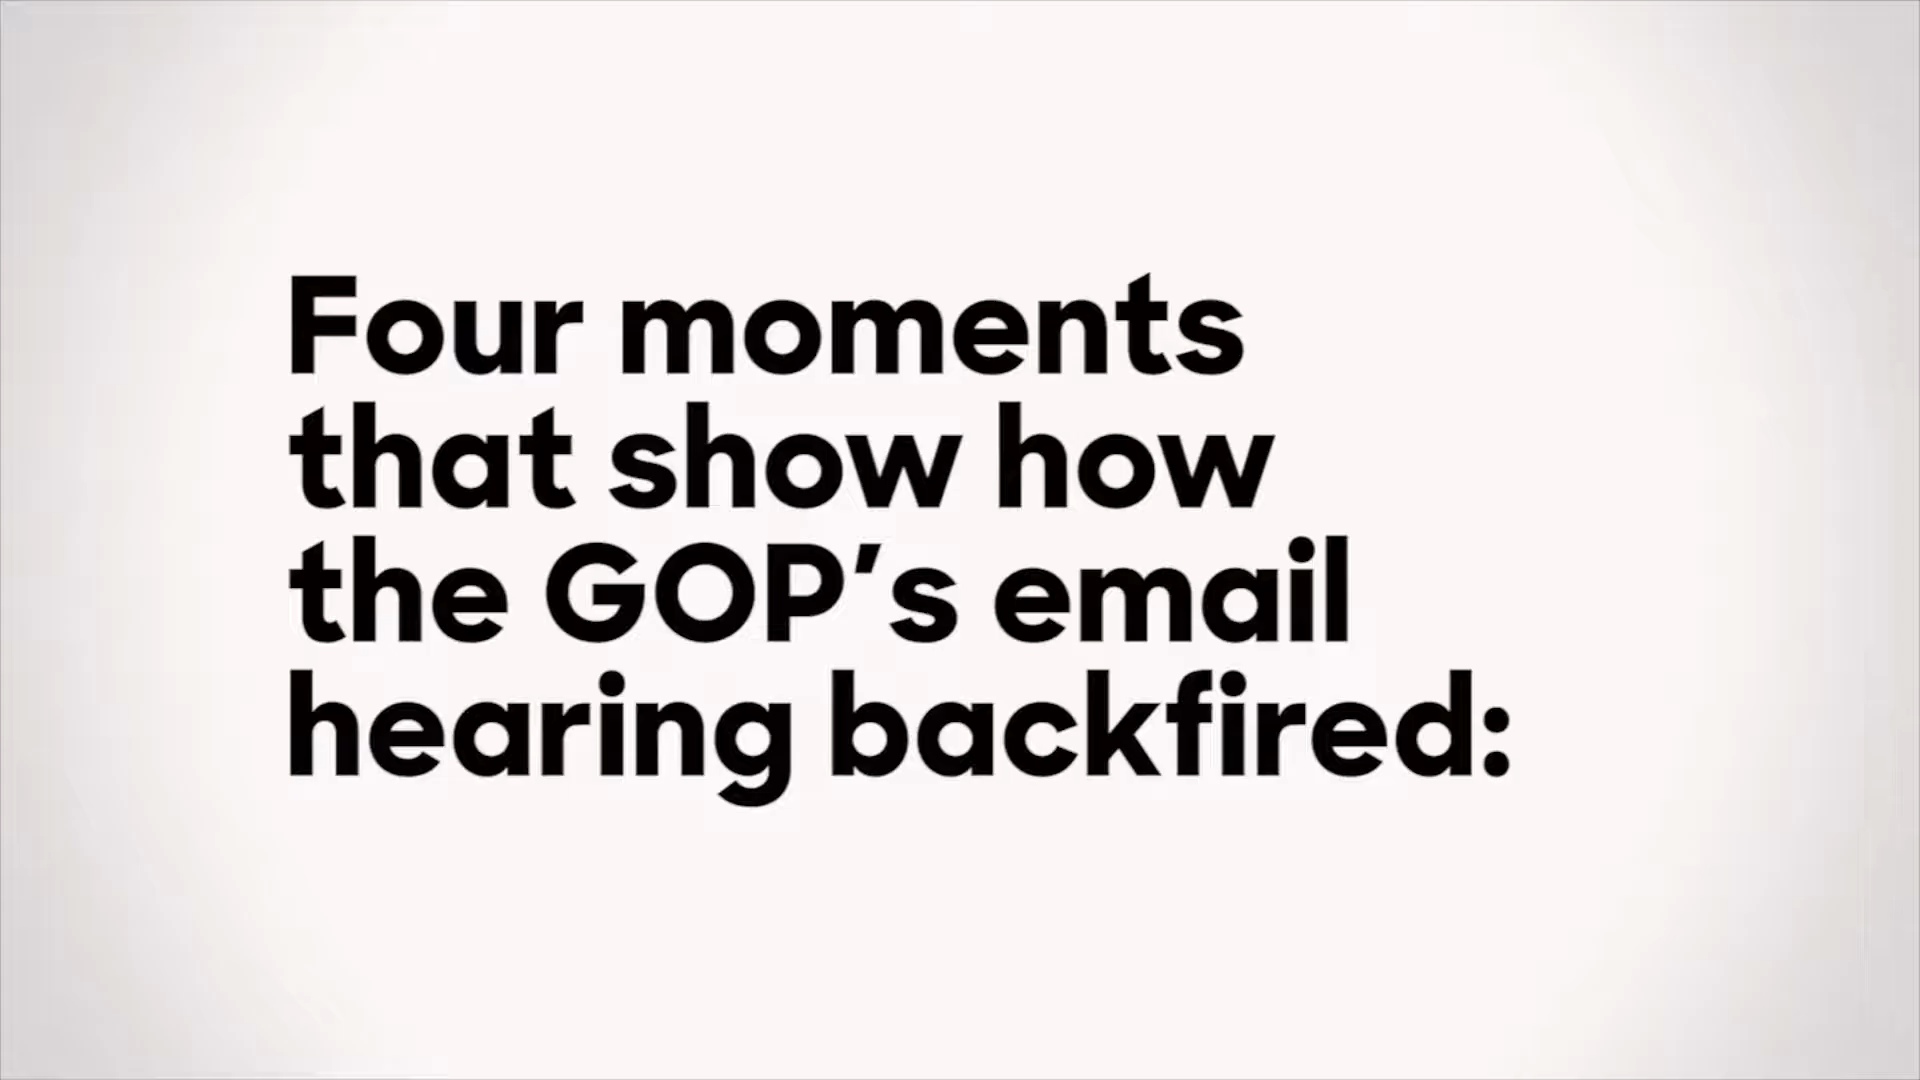 Four moments
that show how
the GOP’s email
hearing backfired: